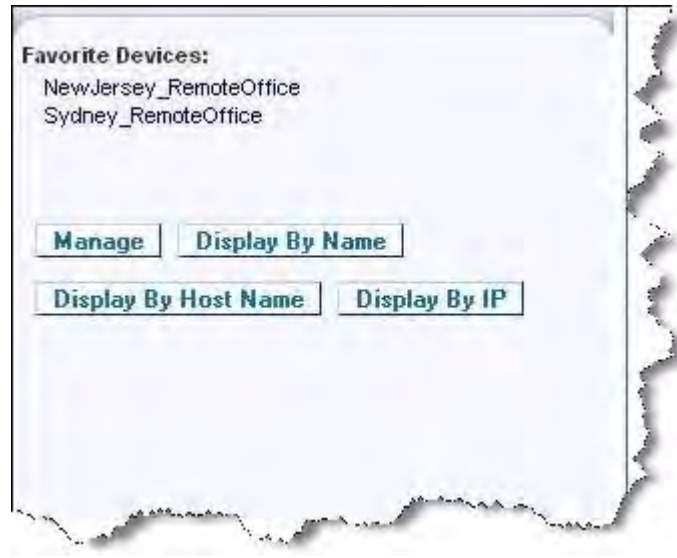 Favorite Devices:
NewJersey_RemoteOffice
Sydney_RemoteOffice
Manage Display By Name
Display By Host Name Display By IP